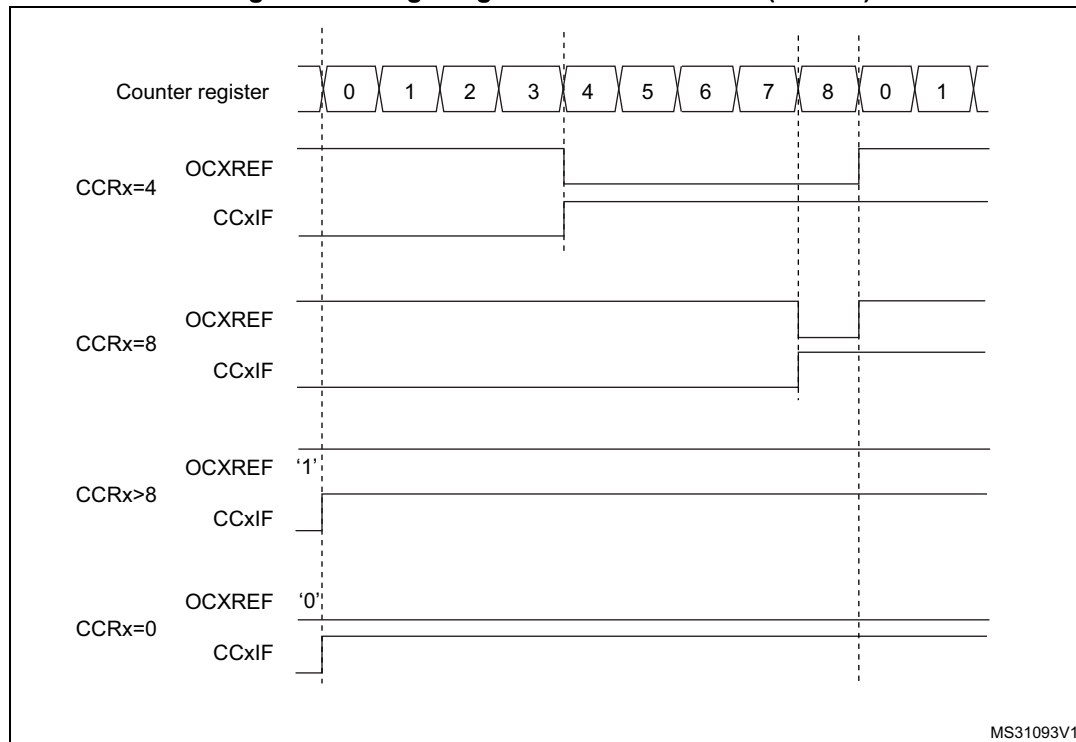 Counter register 0 1 2 3 4 5 6 7 8 0 1
OCXREF
CCRx=4
CCxIF
OCXREF
CCRx=8
CCxIF
OCXREF ‘1’
CCRx>8
CCxIF
OCXREF ‘0’
CCRx=0
CCxIF
MS31093V1